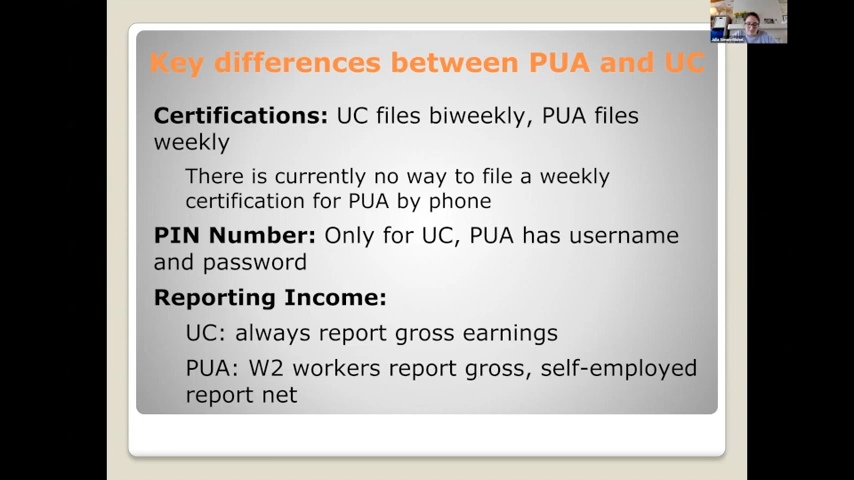 Key differences between PUA and UC
Certifications: UC files biweekly, PUA files
weekly
There is currently no way to file a weekly
certification for PUA by phone
PIN Number: Only for UC, PUA has username
and password
Reporting Income:
UC: always report gross earnings
PUA: W2 workers report gross, self-employed
report net